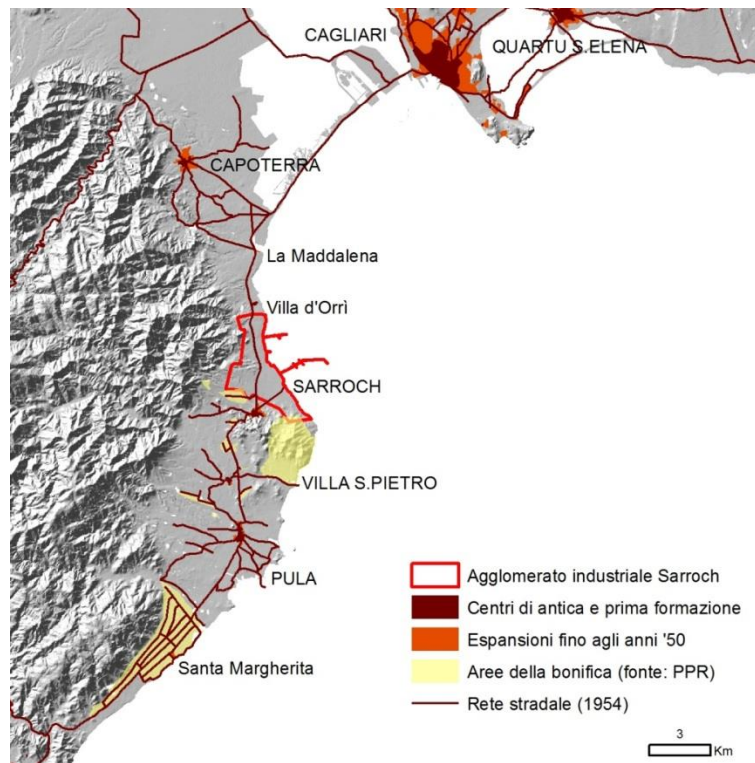 CAGLIARI
QUARTU S.ELENA
CAPOTERRA
La Maddalena
Villa d'Orrì
SARROCH
VILLA S.PIETRO
PULA
Santa Margherita
Agglomerato industriale Sarroch
Centri di antica e prima formazione
Espansioni fino agli anni '50
Aree della bonifica (fonte: PPR)
Rete stradale (1954)
3
Km